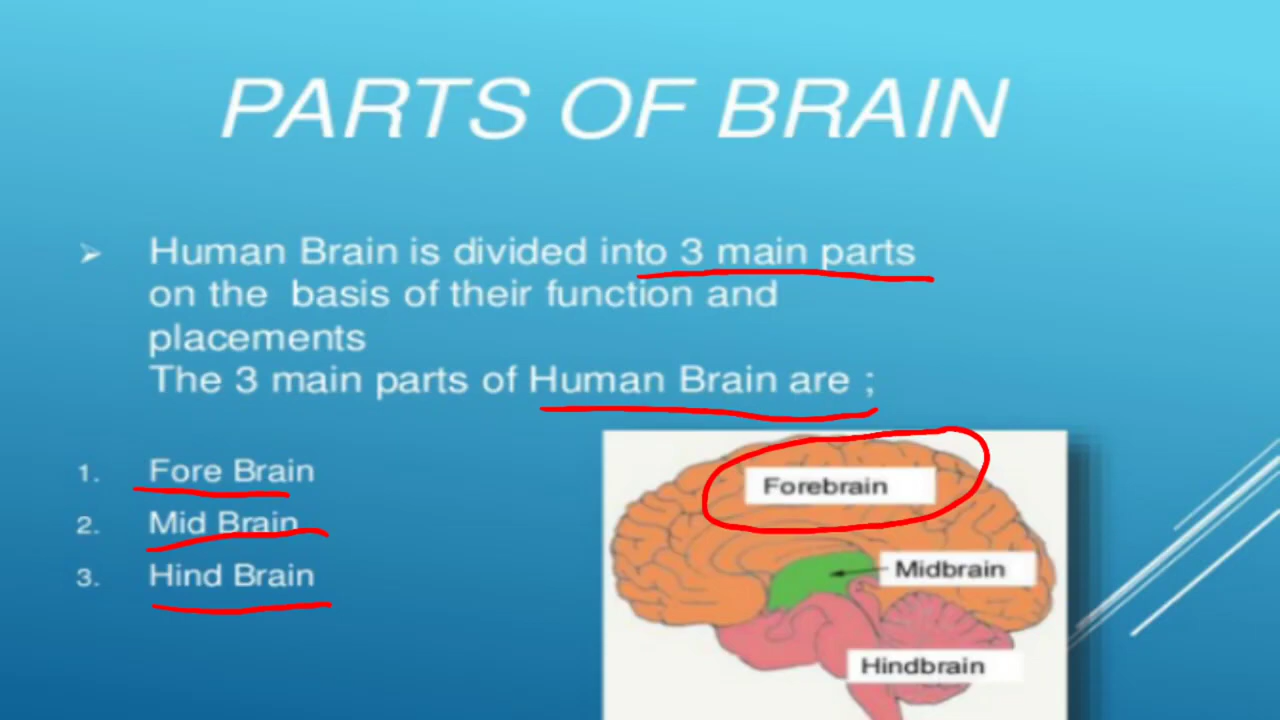 PARTS OF BRAIN
Human Brain is divided into 3 main parts
on the basis of their function and
placements
The 3 main parts of Human Brain are ;
1. Fore Brain
2. Mid Brain
3. Hind Brain
Forebrain
Midbrain
Hindbrain